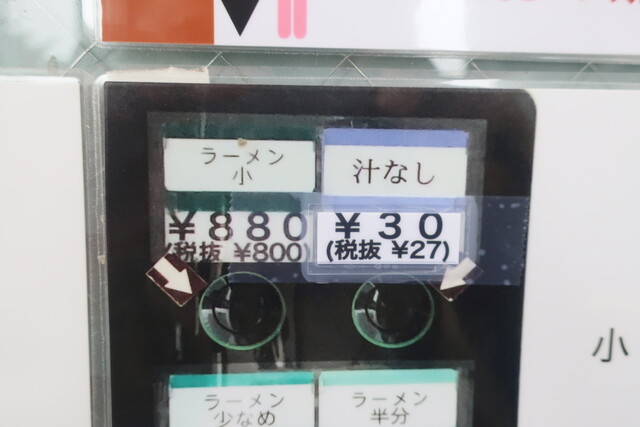 ラーメン
小
汁なし
￥８８０
(税抜 ¥800)
￥３０
(税抜 ¥27)
小
ラーメン
少なめ
ラーメン
半分